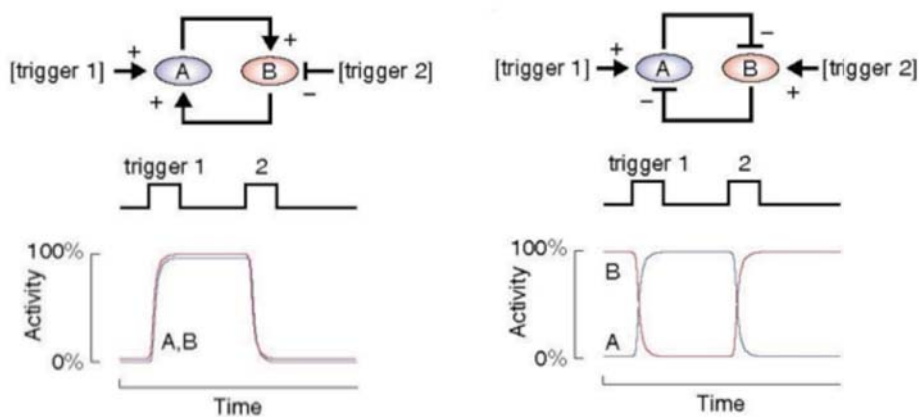 +
[trigger 1] A B [trigger 2]
+ + −
trigger 1 2
100%
Activity
0%
A,B
Time
−
[trigger 1] + A B [trigger 2]
− +
trigger 1 2
100%
B
Activity
A
0%
Time